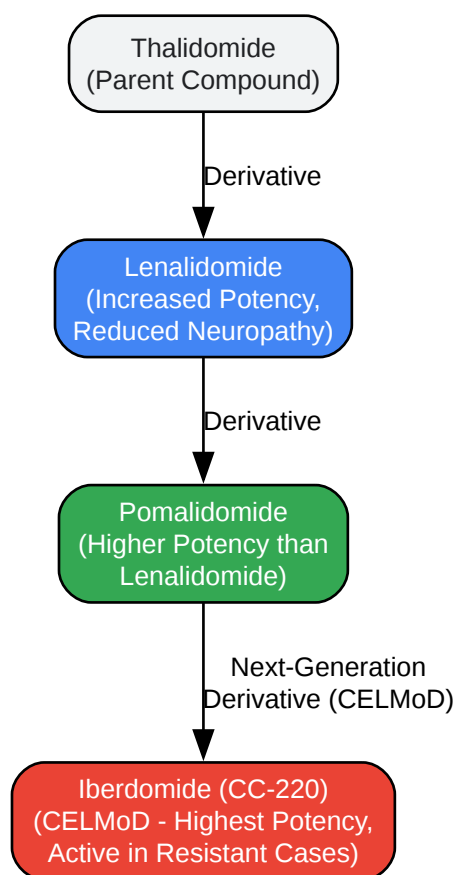 Thalidomide
(Parent Compound)
Derivative
Lenalidomide
(Increased Potency,
Reduced Neuropathy)
Derivative
Pomalidomide
(Higher Potency than
Lenalidomide)
Next-Generation
Derivative (CELMoD)
Iberdomide (CC-220)
(CELMoD - Highest Potency,
Active in Resistant Cases)